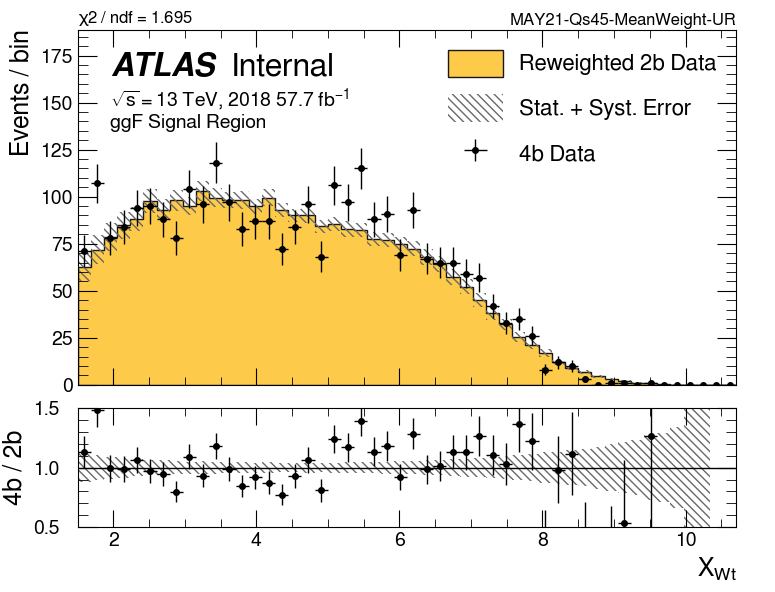 χ² / ndf = 1.695
MAY21-Qs45-MeanWeight-UR
ATLAS Internal
√s = 13 TeV, 2018 57.7 fb⁻¹
ggF Signal Region
Reweighted 2b Data
Stat. + Syst. Error
4b Data
Events / bin
175
150
125
100
75
50
25
0
4b / 2b
1.5
1.0
0.5
2 4 6 8 10
X_Wt